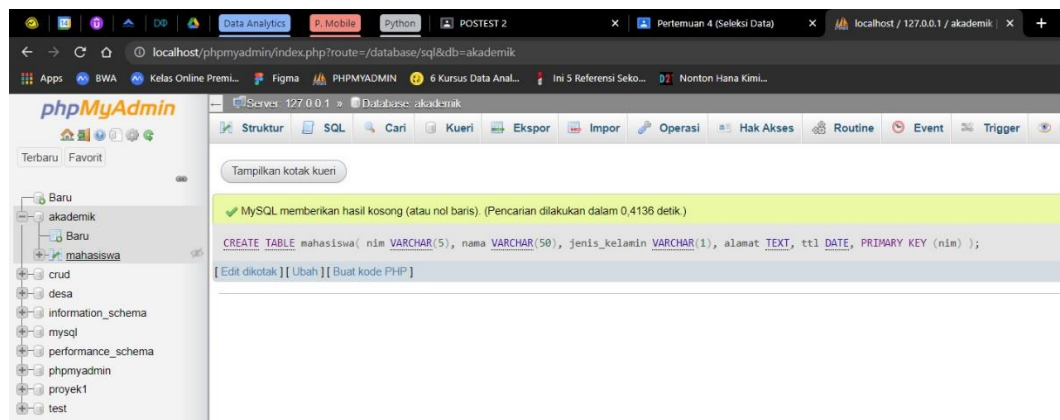 Data Analytics P. Mobile Python POSTEST 2 Pertemuan 4 (Seleksi Data) localhost / 127.0.0.1 / akademik |
localhost/phpmyadmin/index.php?route=/database/sql&db=akademik
Apps BWA Kelas Online Premi... Figma PHPMYADMIN 6 Kursus Data Anal... Ini 5 Referensi Seko... Nonton Hana Kimi...
phpMyAdmin
Terbaru Favorit
Baru
akademik
Baru
mahasiswa
crud
desa
information_schema
mysql
performance_schema
phpmyadmin
proyek1
test
Server: 127.0.0.1 » Database: akademik
Struktur SQL Cari Kueri Ekspor Impor Operasi Hak Akses Routine Event Trigger
Tampilkan kotak kueri
MySQL memberikan hasil kosong (atau nol baris). (Pencarian dilakukan dalam 0,4136 detik.)
CREATE TABLE mahasiswa( nim VARCHAR(5), nama VARCHAR(50), jenis_kelamin VARCHAR(1), alamat TEXT, ttl DATE, PRIMARY KEY (nim) );
[ Edit dikotak ] [ Ubah ] [ Buat kode PHP ]